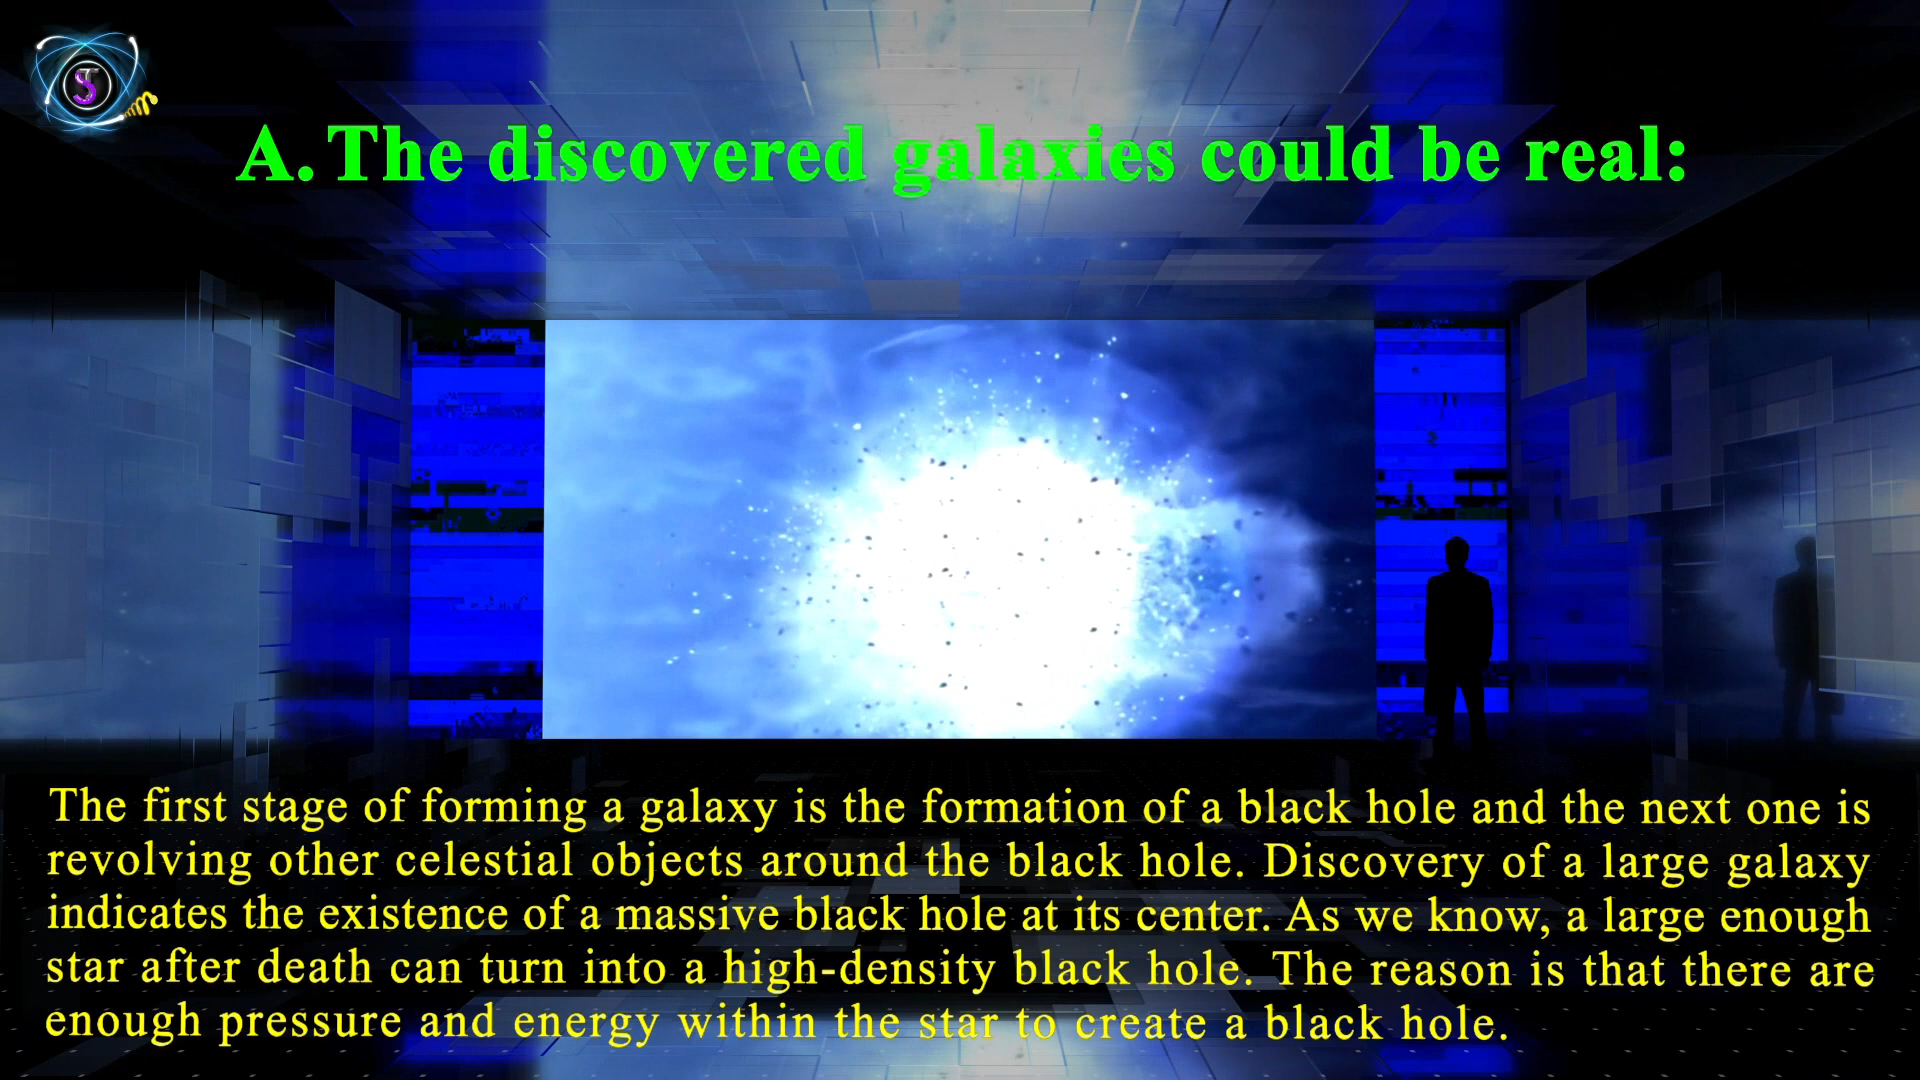 ST
A. The discovered galaxies could be real:
The first stage of forming a galaxy is the formation of a black hole and the next one is
revolving other celestial objects around the black hole. Discovery of a large galaxy
indicates the existence of a massive black hole at its center. As we know, a large enough
star after death can turn into a high-density black hole. The reason is that there are
enough pressure and energy within the star to create a black hole.